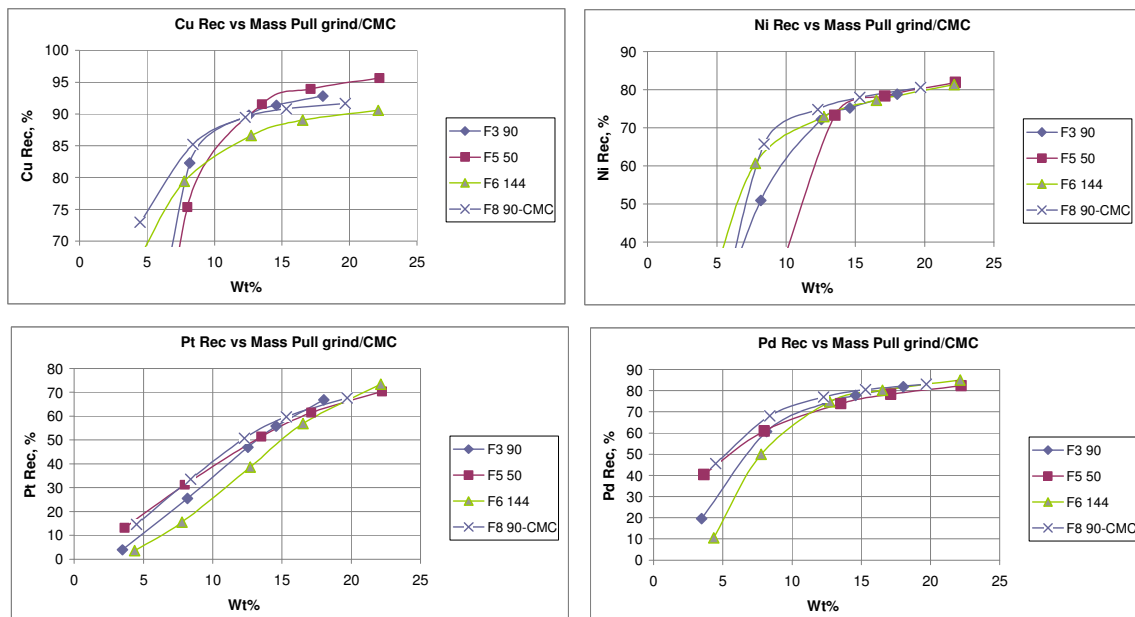 Cu Rec vs Mass Pull grind/CMC
Cu Rec, %
100
95
90
85
80
75
70
0 5 10 15 20 25
Wt%
F3 90
F5 50
F6 144
F8 90-CMC
Ni Rec vs Mass Pull grind/CMC
Ni Rec, %
90
80
70
60
50
40
0 5 10 15 20 25
Wt%
F3 90
F5 50
F6 144
F8 90-CMC
Pt Rec vs Mass Pull grind/CMC
Pt Rec, %
80
70
60
50
40
30
20
10
0
0 5 10 15 20 25
Wt%
F3 90
F5 50
F6 144
F8 90-CMC
Pd Rec vs Mass Pull grind/CMC
Pd Rec, %
90
80
70
60
50
40
30
20
10
0
0 5 10 15 20 25
Wt%
F3 90
F5 50
F6 144
F8 90-CMC